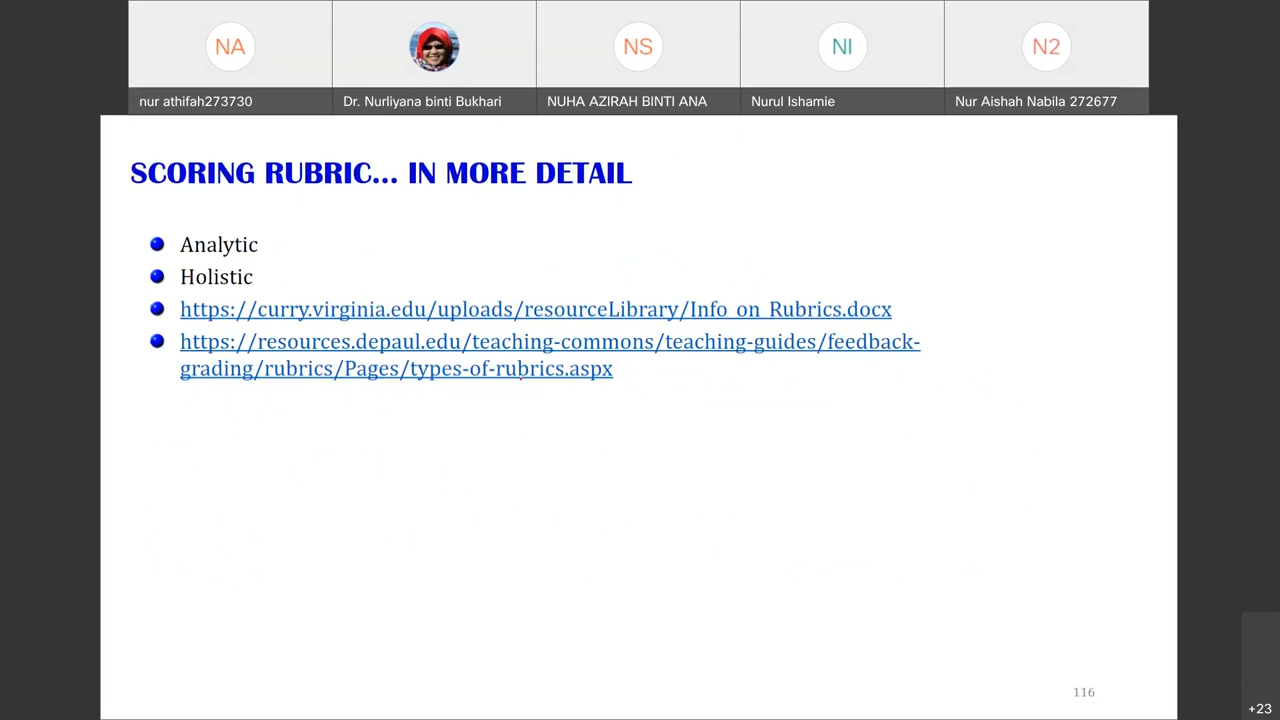 NA
NS
NI
N2
nur athifah273730
Dr. Nurliyana binti Bukhari
NUHA AZIRAH BINTI ANA
Nurul Ishamie
Nur Aishah Nabila 272677
SCORING RUBRIC... IN MORE DETAIL
Analytic
Holistic
https://curry.virginia.edu/uploads/resourceLibrary/Info_on_Rubrics.docx
https://resources.depaul.edu/teaching-commons/teaching-guides/feedback-
grading/rubrics/Pages/types-of-rubrics.aspx
116
+23